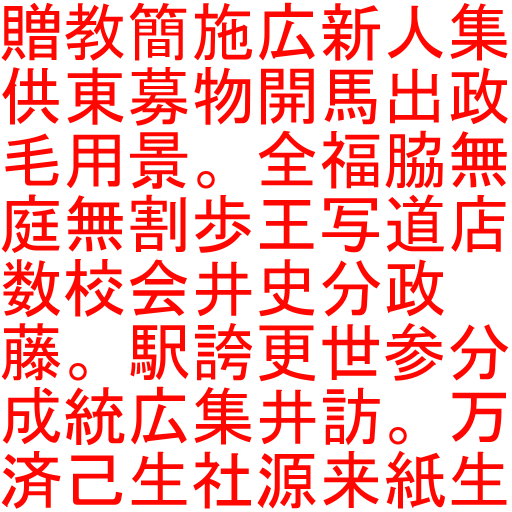 贈教簡施広新人集
供東募物開馬出政
毛用景。全福脇無
庭無割歩王写道店
数校会井史分政
藤。駅誇更世参分
成統広集井訪。万
済己生社源来紙生